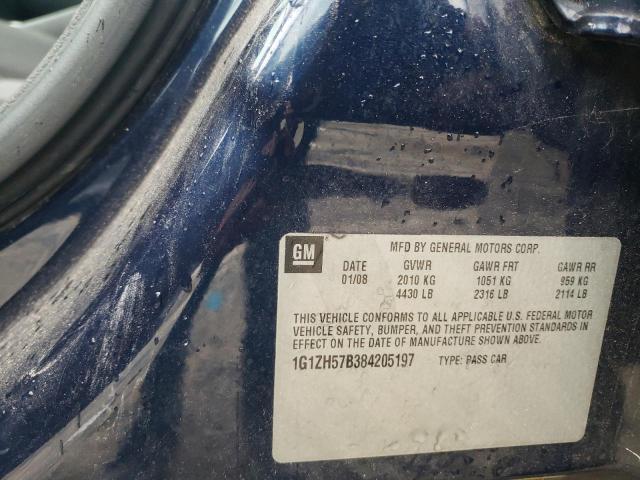 GM
MFD BY GENERAL MOTORS CORP.
DATE GVWR GAWR FRT GAWR RR
01/08 2010 KG 1051 KG 959 KG
4430 LB 2316 LB 2114 LB
THIS VEHICLE CONFORMS TO ALL APPLICABLE U.S. FEDERAL MOTOR
VEHICLE SAFETY, BUMPER, AND THEFT PREVENTION STANDARDS IN
EFFECT ON THE DATE OF MANUFACTURE SHOWN ABOVE.
1G1ZH57B384205197 TYPE: PASS CAR